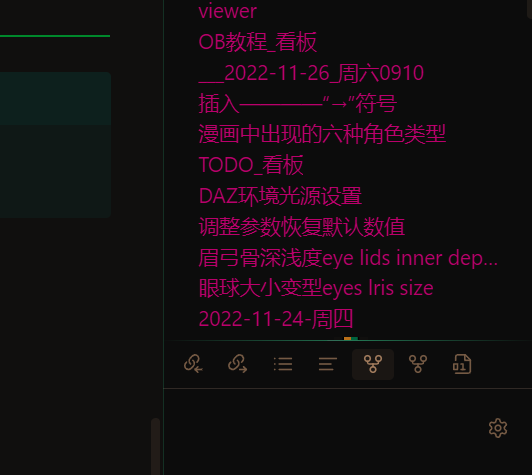 viewer
OB教程_看板
___2022-11-26_周六0910
插入————“→”符号
漫画中出现的六种角色类型
TODO_看板
DAZ环境光源设置
调整参数恢复默认数值
眉弓骨深浅度eye lids inner dep...
眼球大小变型eyes Iris size
2022-11-24-周四